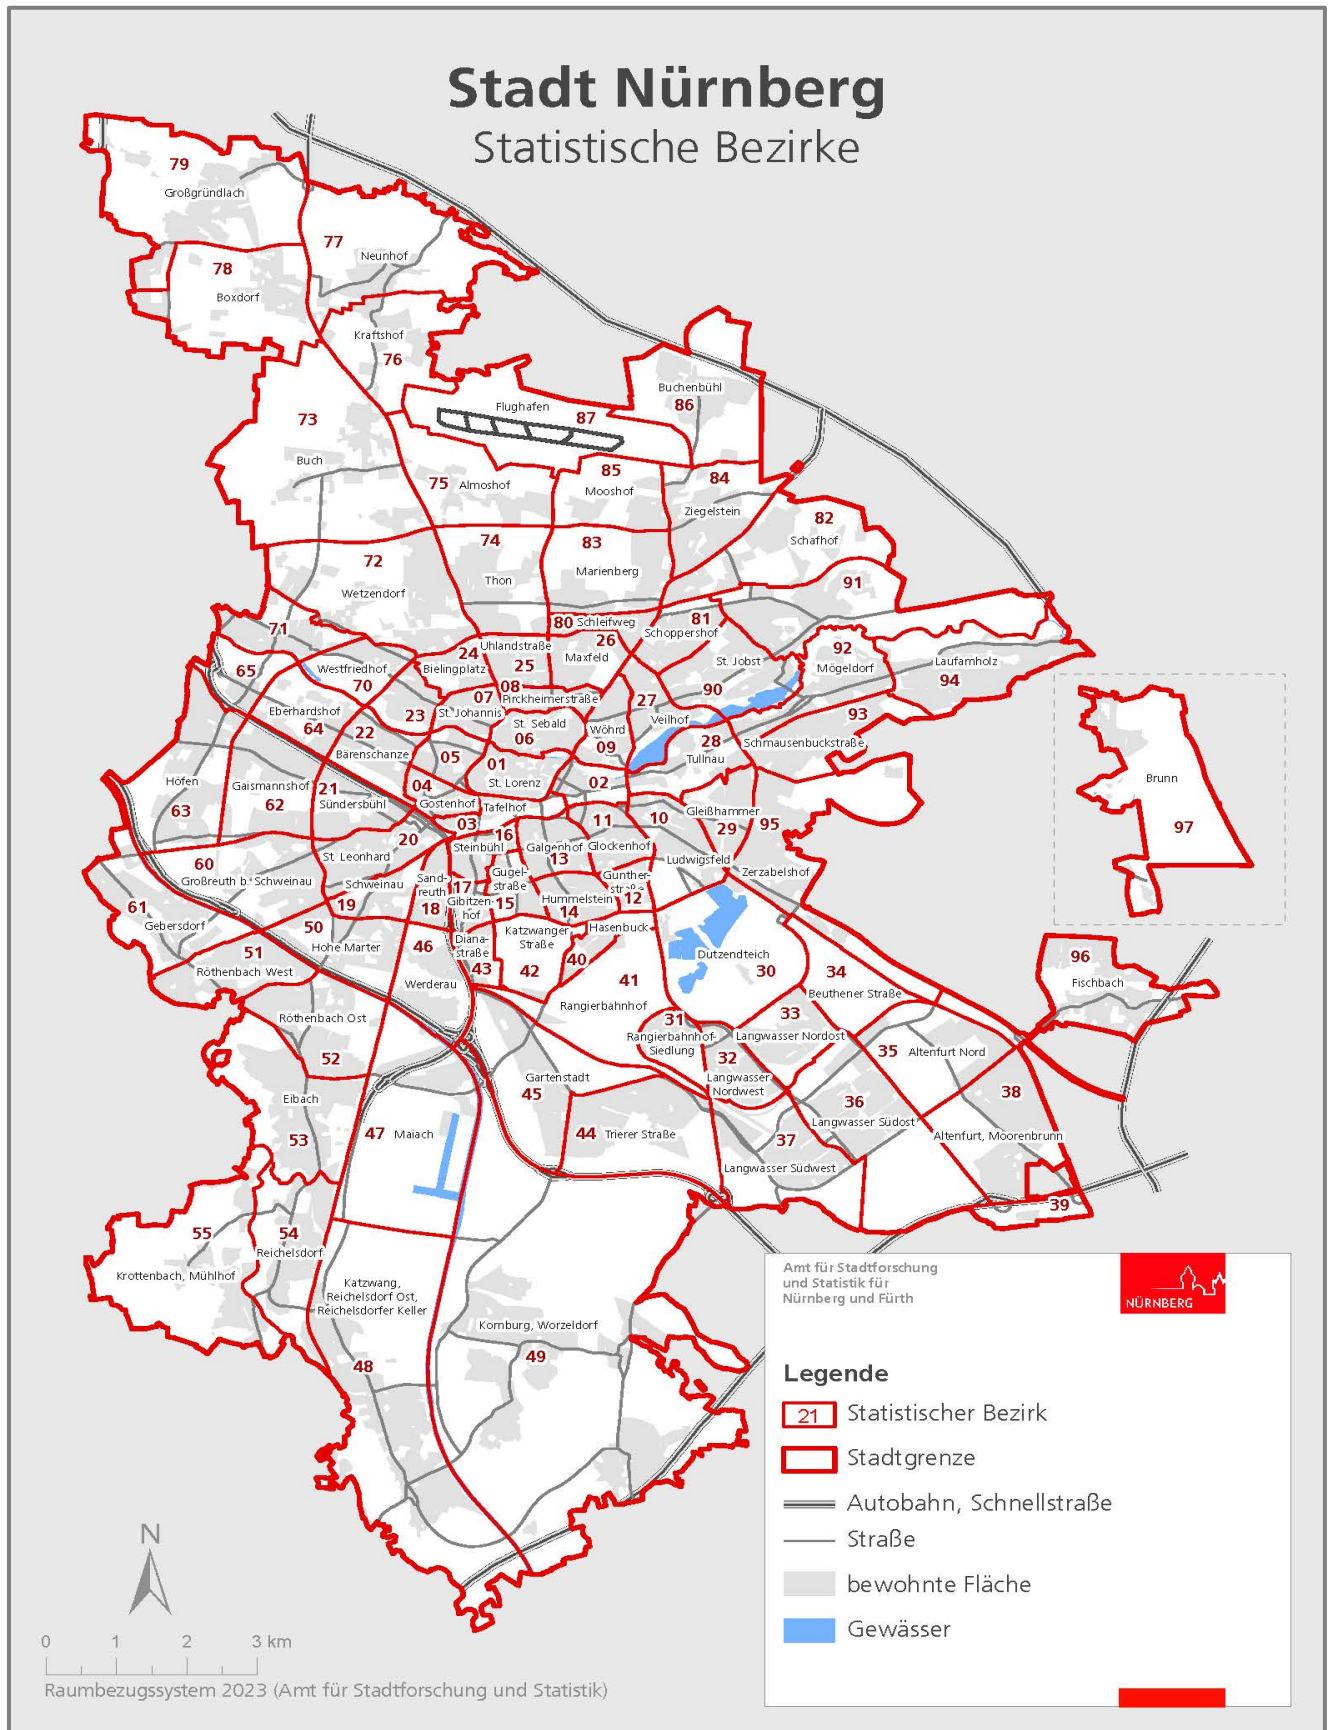 Stadt Nürnberg
Statistische Bezirke
79
Großgründlach
77
Neunhof
78
Boxdorf
Kraftshof
76
Buchenbühl
86
Flughafen
87
73
Buch
75
Almoshof
85
Mooshof
84
Ziegelstein
82
Schafhof
74
Thon
83
Marienberg
72
Wetzendorf
91
71
80
Schleifweg
81
Schoppershof
24
Bielingplatz
Uhlandstraße
25
26
Maxfeld
St. Jobst
92
Mögeldorf
Laufamholz
94
65
Westfriedhof
70
08
07
Pirckheimerstraße
27
90
Veilhof
93
Schmausenbuckstraße
Eberhardshof
64
22
23
St. Johannis
St. Sebald
06
Wöhrd
09
28
Tullnau
Bärenschanze
05
01
St. Lorenz
02
Brunn
97
Höfen
63
Gaismannshof
62
21
Sündersbühl
04
Gostenhof
Tafelhof
03
16
Steinbühl
11
10
Gleißhammer
29
95
20
Galgenhof
13
Glockenhof
Ludwigsfeld
Zerzabelshof
60
Großreuth b. Schweinau
St. Leonhard
Schweinau
19
Sand-
reuth
18
17
Gibitzen-
hof
Gugel-
straße
15
Hummelstein
14
Gunther-
straße
12
61
Gebersdorf
50
Hohe Marter
51
Röthenbach West
46
Werderau
Diana-
straße
43
Katzwanger
Straße
42
Hasenbuck
40
41
Rangierbahnhof
Dutzendteich
30
34
Beuthener Straße
96
Fischbach
Röthenbach Ost
52
31
Rangierbahnhof-
Siedlung
33
Langwasser Nordost
32
Langwasser
Nordwest
35
Altenfurt Nord
38
Eibach
53
Gartenstadt
45
47
Maiach
44
Trierer Straße
36
Langwasser Südost
37
Langwasser Südwest
Altenfurt, Moorenbrunn
39
55
Krottenbach, Mühlhof
54
Reichelsdorf
Katzwang,
Reichelsdorf Ost,
Reichelsdorfer Keller
48
Kornburg, Worzeldorf
49
Amt für Stadtforschung
und Statistik für
Nürnberg und Fürth
NÜRNBERG
Legende
21
Statistischer Bezirk
Stadtgrenze
Autobahn, Schnellstraße
Straße
bewohnte Fläche
Gewässer
N
0 1 2 3 km
Raumbezugssystem 2023 (Amt für Stadtforschung und Statistik)